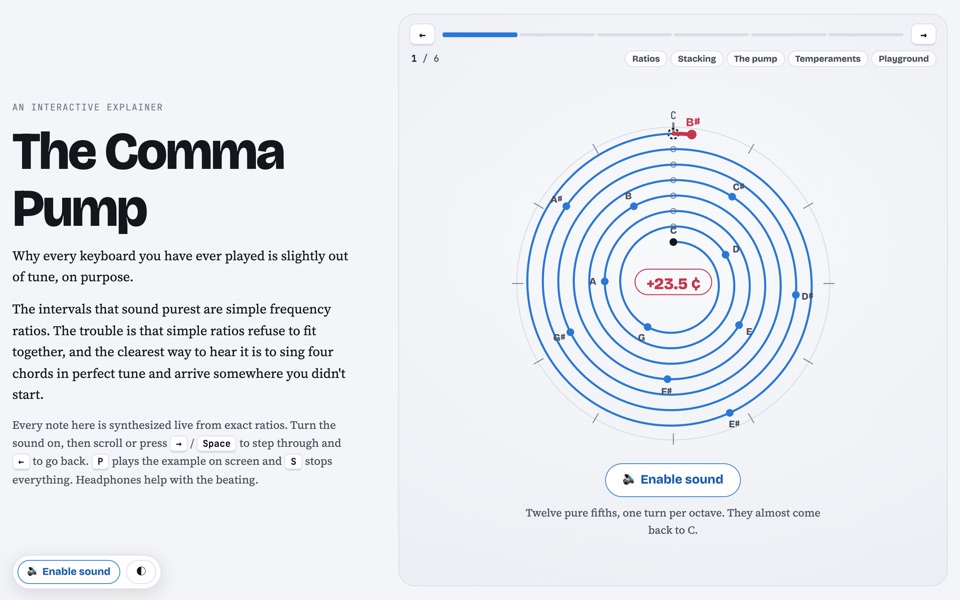 AN INTERACTIVE EXPLAINER
The Comma
Pump
Why every keyboard you have ever played is slightly out
of tune, on purpose.
The intervals that sound purest are simple frequency
ratios. The trouble is that simple ratios refuse to fit
together, and the clearest way to hear it is to sing four
chords in perfect tune and arrive somewhere you didn't
start.
Every note here is synthesized live from exact ratios. Turn the
sound on, then scroll or press → / Space to step through and
← to go back. P plays the example on screen and S stops
everything. Headphones help with the beating.
Enable sound
← →
1 / 6 Ratios Stacking The pump Temperaments Playground
C
B#
C#
A# B
C
D
A
+23.5 ¢
D#
G# G E
F#
E#
Enable sound
Twelve pure fifths, one turn per octave. They almost come
back to C.